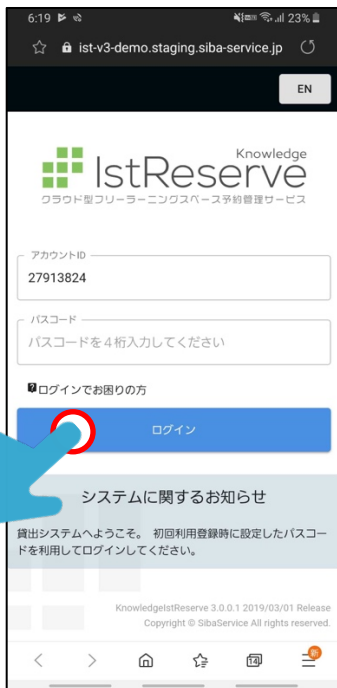 6:19 23%
ist-v3-demo.staging.siba-service.jp
EN
Knowledge
IstReserve
クラウド型フリーラーニングスペース予約管理サービス
アカウントID
27913824
パスコード
パスコードを4桁入力してください
?ログインでお困りの方
ログイン
システムに関するお知らせ
貸出システムへようこそ。 初回利用登録時に設定したパスコー
ドを利用してログインしてください。
KnowledgeIstReserve 3.0.0.1 2019/03/01 Release
Copyright © SibaService All rights reserved.
14
新